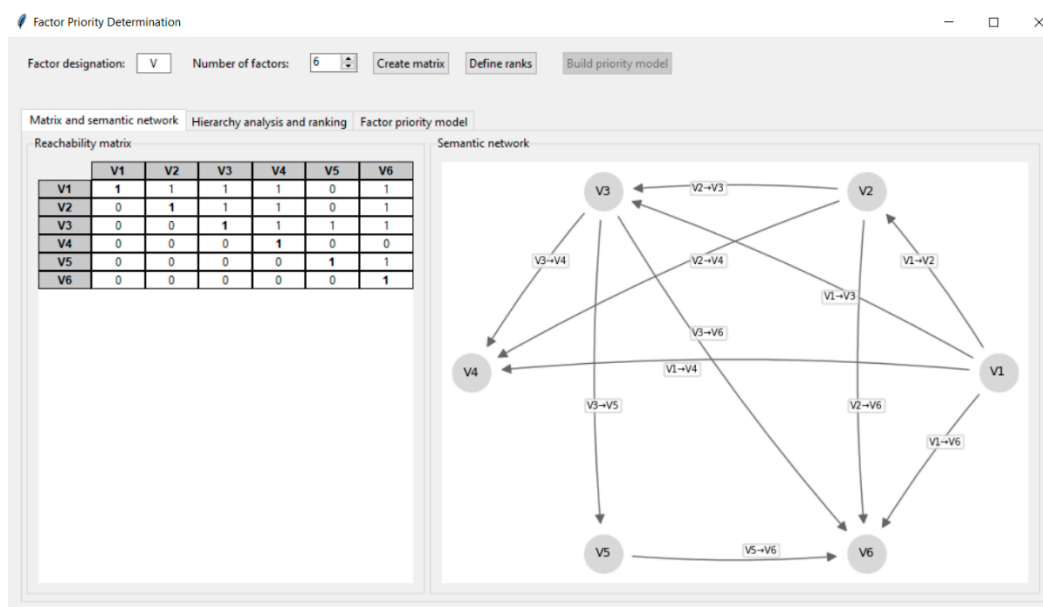 Factor Priority Determination
Factor designation: V Number of factors: 6 Create matrix Define ranks Build priority model
Matrix and semantic network Hierarchy analysis and ranking Factor priority model
Reachability matrix
V1 V2 V3 V4 V5 V6
V1 1 1 1 1 0 1
V2 0 1 1 1 0 1
V3 0 0 1 1 1 1
V4 0 0 0 1 0 0
V5 0 0 0 0 1 1
V6 0 0 0 0 0 1
Semantic network
V3 V2→V3 V2
V3→V4 V2→V4 V1→V2
V1→V3
V3→V6
V4 V1→V4 V1
V3→V5 V2→V6
V1→V6
V5 V5→V6 V6